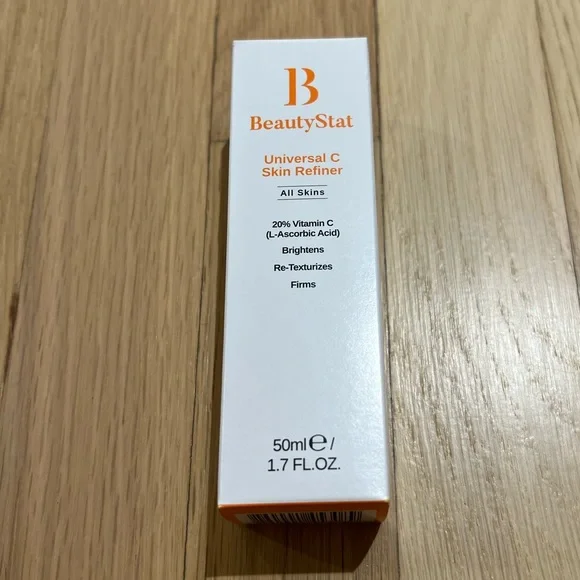 B
BeautyStat
Universal C
Skin Refiner
All Skins
20% Vitamin C
(L-Ascorbic Acid)
Brightens
Re-Texturizes
Firms
50ml℮/
1.7 FL.OZ.